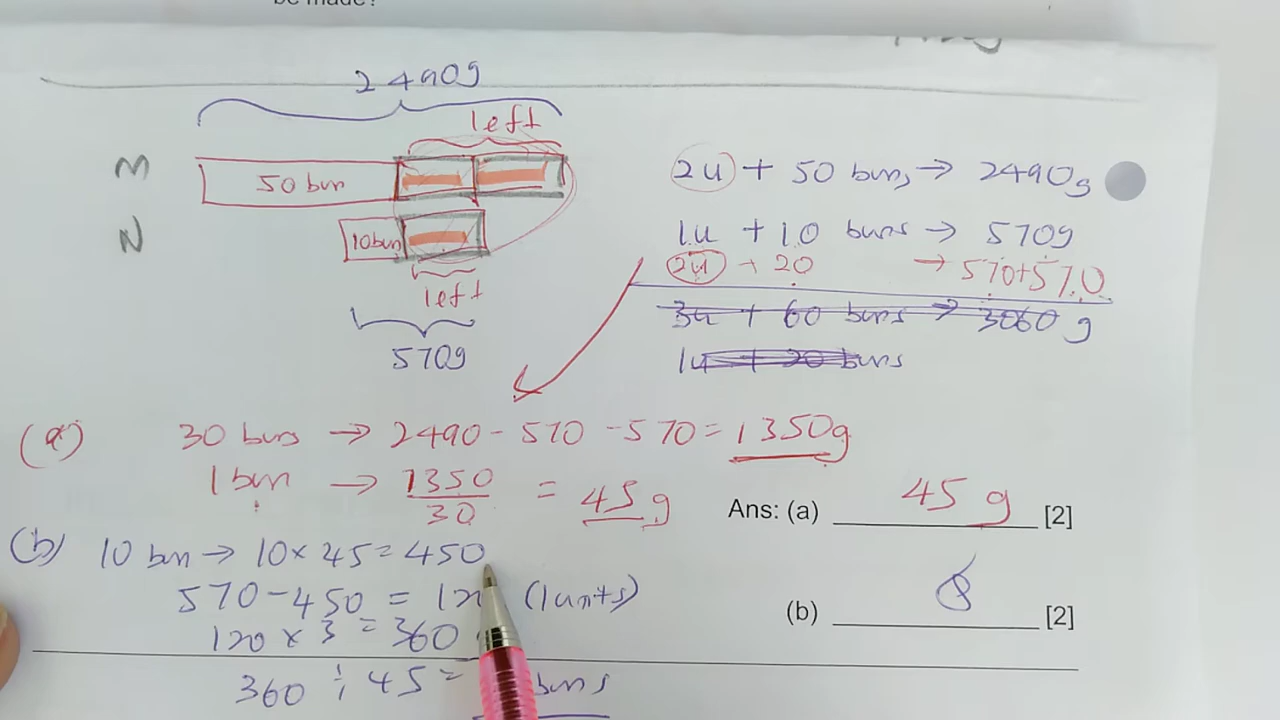 be made?
2490g
left
M 50 bun
N 10bun
left
570g
2u + 50 buns → 2490g
1u + 10 buns → 570g
2u + 20 → 570+570
3u + 60 buns → 3060 g
1u + 20 buns
(a) 30 buns → 2490 - 570 - 570 = 1350g
1 bun → 1350/30 = 45 g
Ans: (a) 45 g [2]
(b) 10 bun → 10 × 45 = 450
570 - 450 = 120 (1 units)
(b) 8 [2]
120 × 3 = 360
360 ÷ 45 = buns